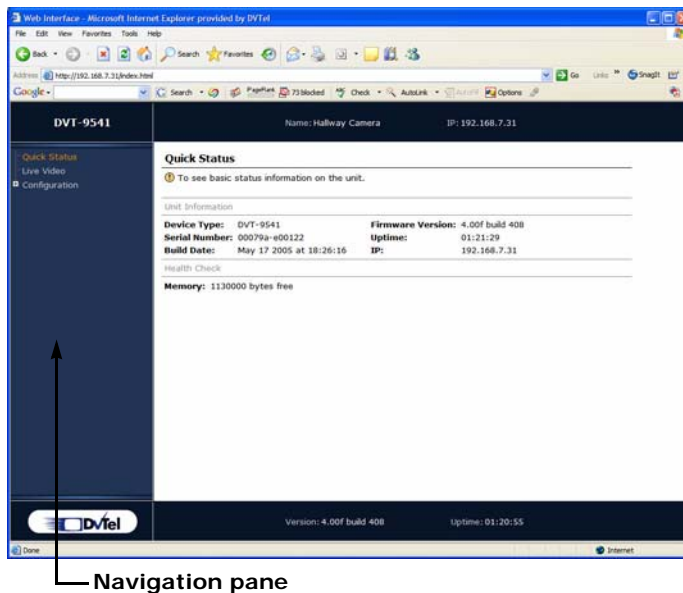 Web Interface - Microsoft Internet Explorer provided by DVTel
File Edit View Favorites Tools Help
Back Search Favorites
Address http://192.168.7.31/index.html Go Links SnagIt
Google Search PageRank 73 blocked Check AutoLink AutoFill Options
DVT-9541 Name: Hallway Camera IP: 192.168.7.31
Quick Status
Live Video
Configuration
Quick Status
To see basic status information on the unit.
Unit Information
Device Type: DVT-9541 Firmware Version: 4.00f build 408
Serial Number: 00079a-e00122 Uptime: 01:21:29
Build Date: May 17 2005 at 18:26:16 IP: 192.168.7.31
Health Check
Memory: 1130000 bytes free
DVTel Version: 4.00f build 408 Uptime: 01:20:55
Done Internet
Navigation pane